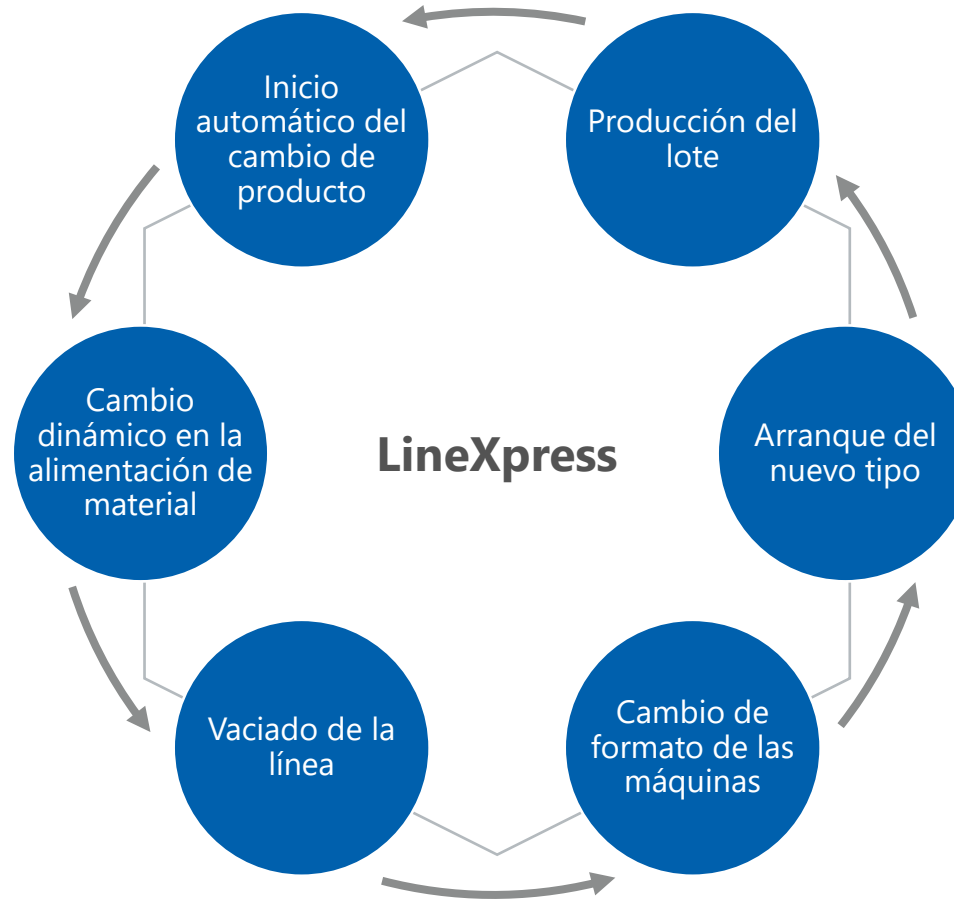 Inicio
automático del
cambio de
producto
Producción del
lote
Cambio
dinámico en la
alimentación de
material
LineXpress
Arranque del
nuevo tipo
Vaciado de la
línea
Cambio de
formato de las
máquinas